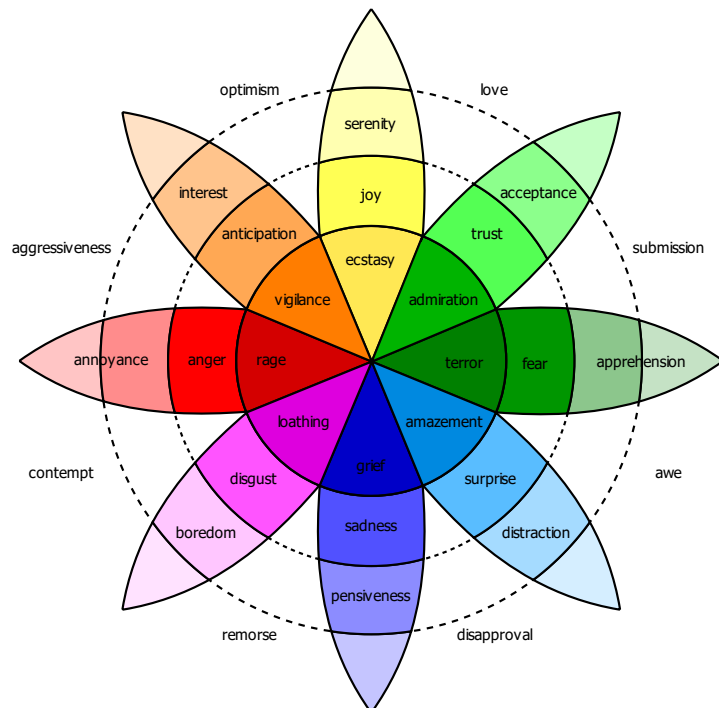 optimism
love
serenity
interest
acceptance
joy
anticipation
trust
aggressiveness
submission
ecstasy
vigilance
admiration
annoyance
anger
rage
terror
fear
apprehension
loathing
amazement
contempt
disgust
grief
surprise
awe
boredom
sadness
distraction
pensiveness
remorse
disapproval